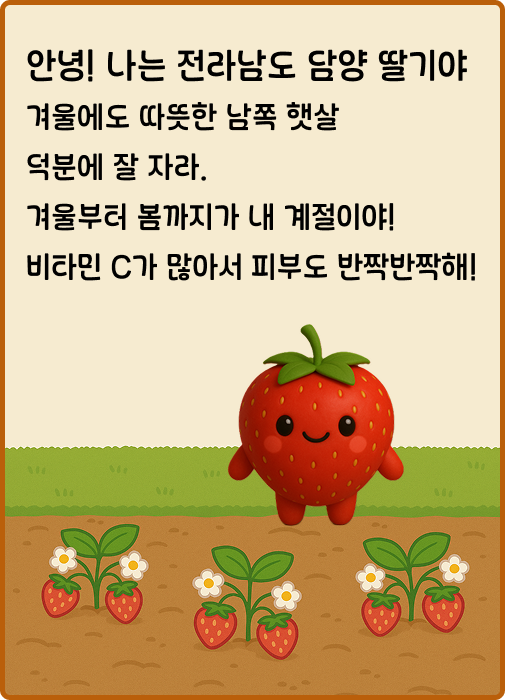 안녕! 나는 전라남도 담양 딸기야
겨울에도 따뜻한 남쪽 햇살
덕분에 잘 자라.
겨울부터 봄까지가 내 계절이야!
비타민 C가 많아서 피부도 반짝반짝해!